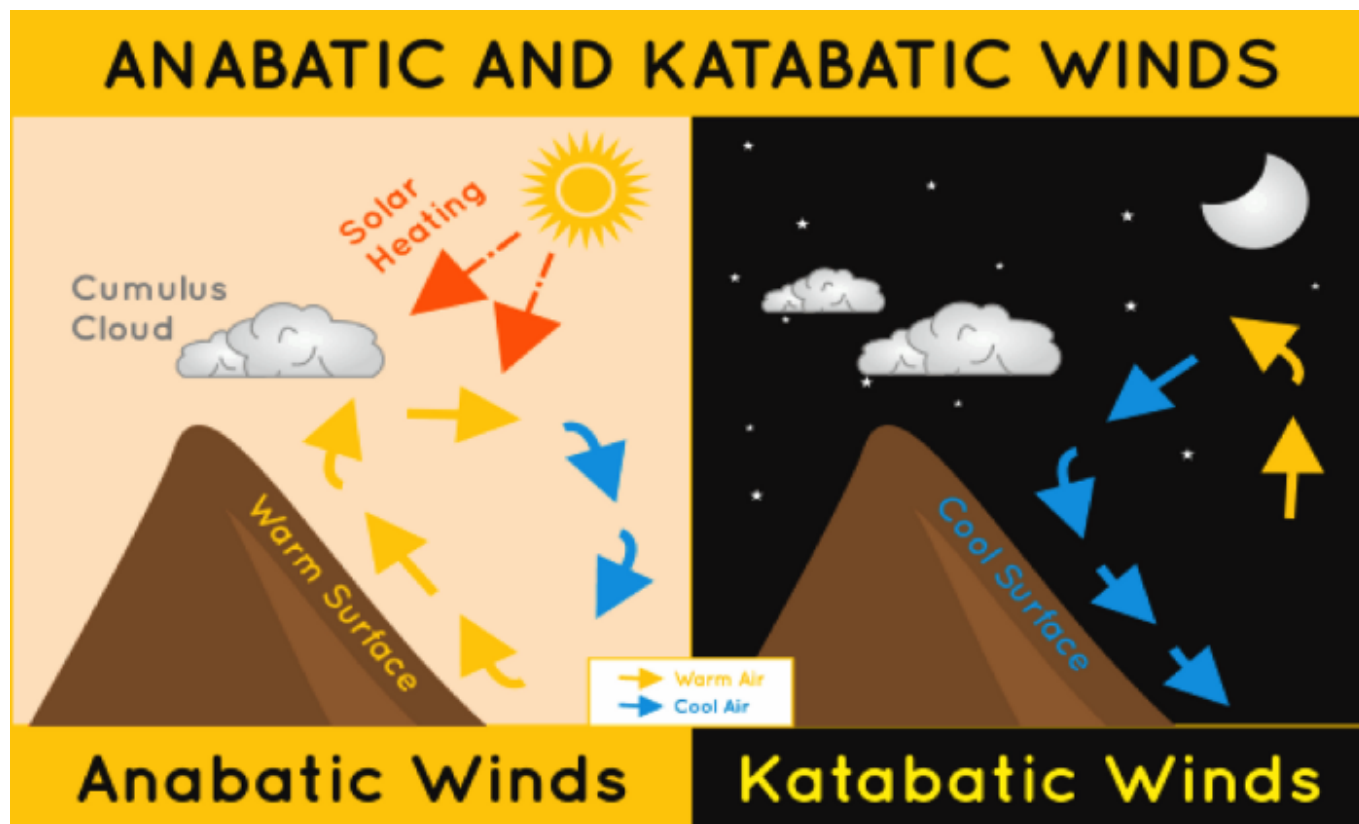 ANABATIC AND KATABATIC WINDS
Solar
Heating
Cumulus
Cloud
Warm Surface
Cool Surface
Warm Air
Cool Air
Anabatic Winds
Katabatic Winds